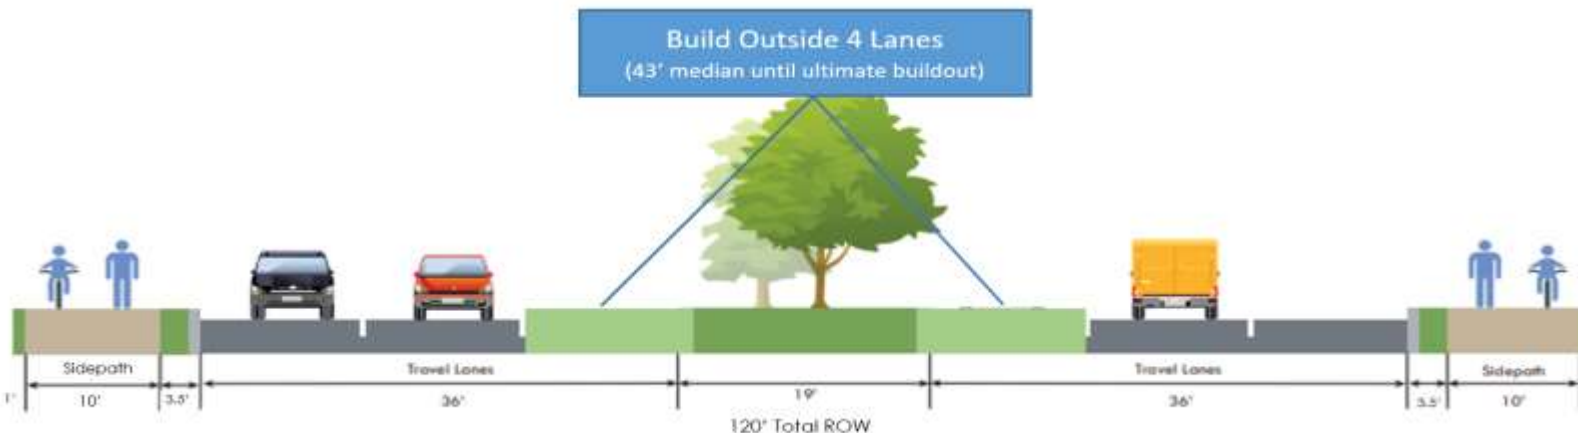 Build Outside 4 Lanes
(43' median until ultimate buildout)
Sidepath
Travel Lanes
Travel Lanes
Sidepath
1'
10'
3.5'
36'
19'
36'
5.5'
10'
120' Total ROW